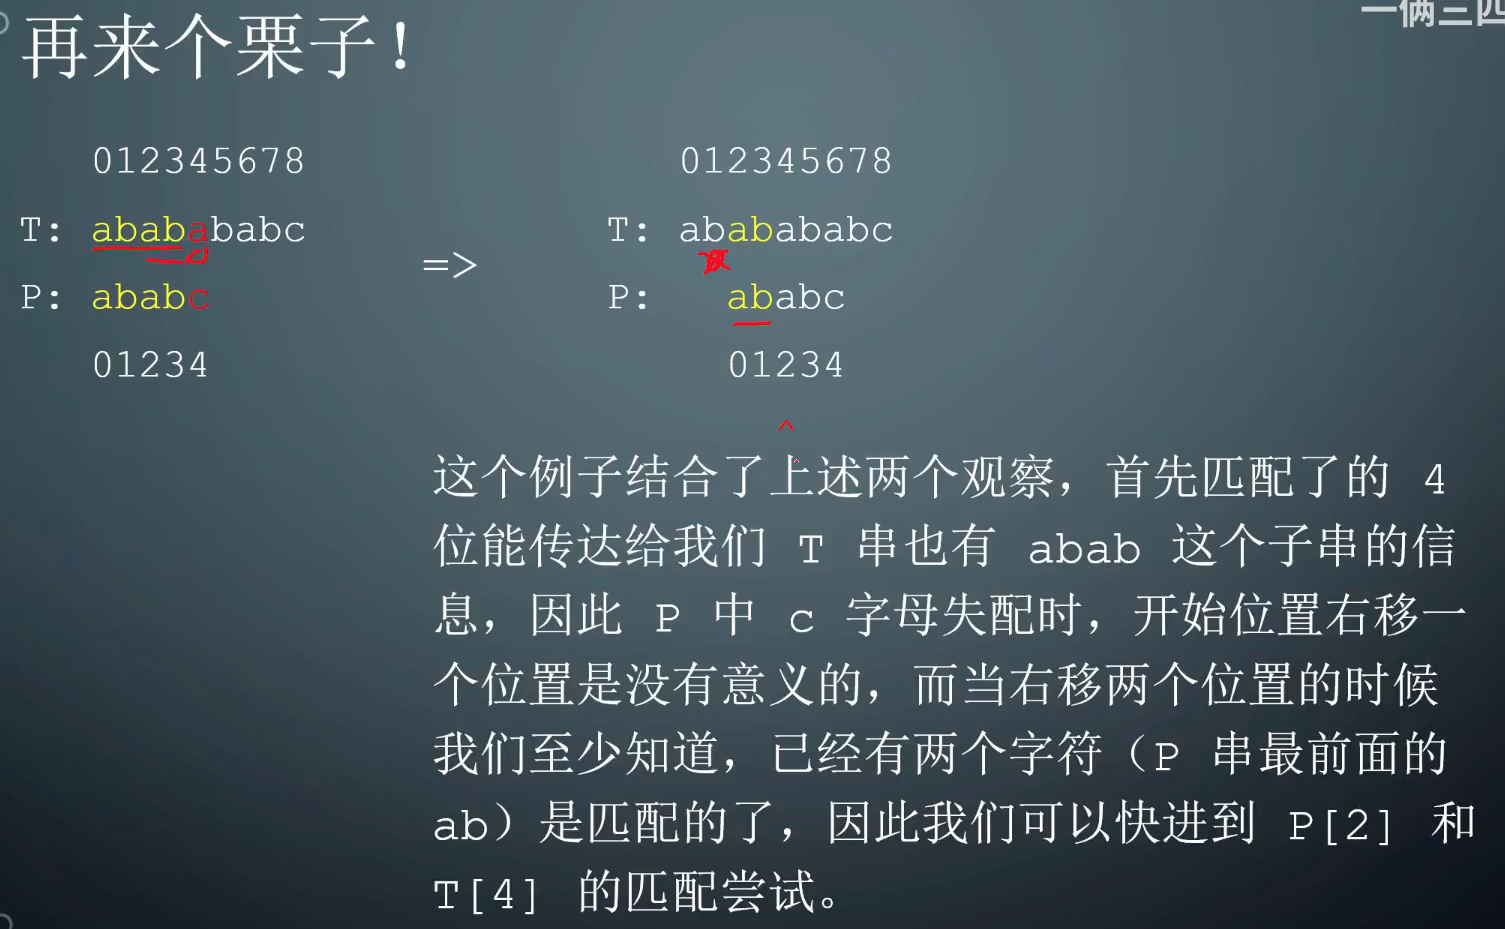 一俩三匹
再来个栗子！
012345678 012345678
T: ababababc T: ababababc
=>
P: ababc P: ababc
01234 01234
^
这个例子结合了上述两个观察，首先匹配了的 4
位能传达给我们 T 串也有 abab 这个子串的信
息，因此 P 中 c 字母失配时，开始位置右移一
个位置是没有意义的，而当右移两个位置的时候
我们至少知道，已经有两个字符（P 串最前面的
ab）是匹配的了，因此我们可以快进到 P[2] 和
T[4] 的匹配尝试。